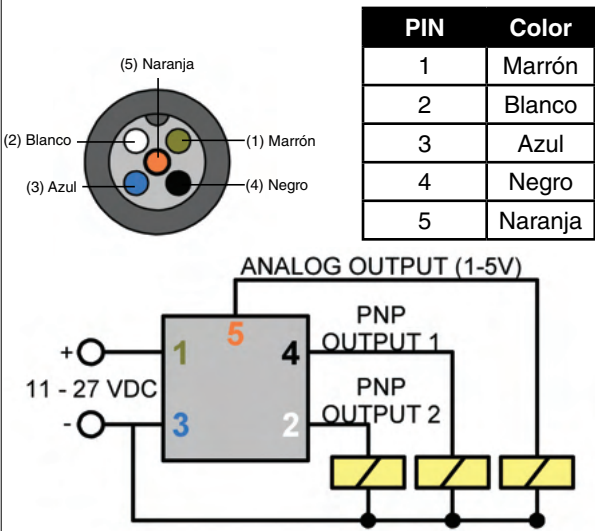 (5) Naranja
(2) Blanco
(1) Marrón
(3) Azul
(4) Negro
PIN Color
1 Marrón
2 Blanco
3 Azul
4 Negro
5 Naranja
ANALOG OUTPUT (1-5V)
PNP
OUTPUT 1
+
11 - 27 VDC
-
1
5
4
3
2
PNP
OUTPUT 2